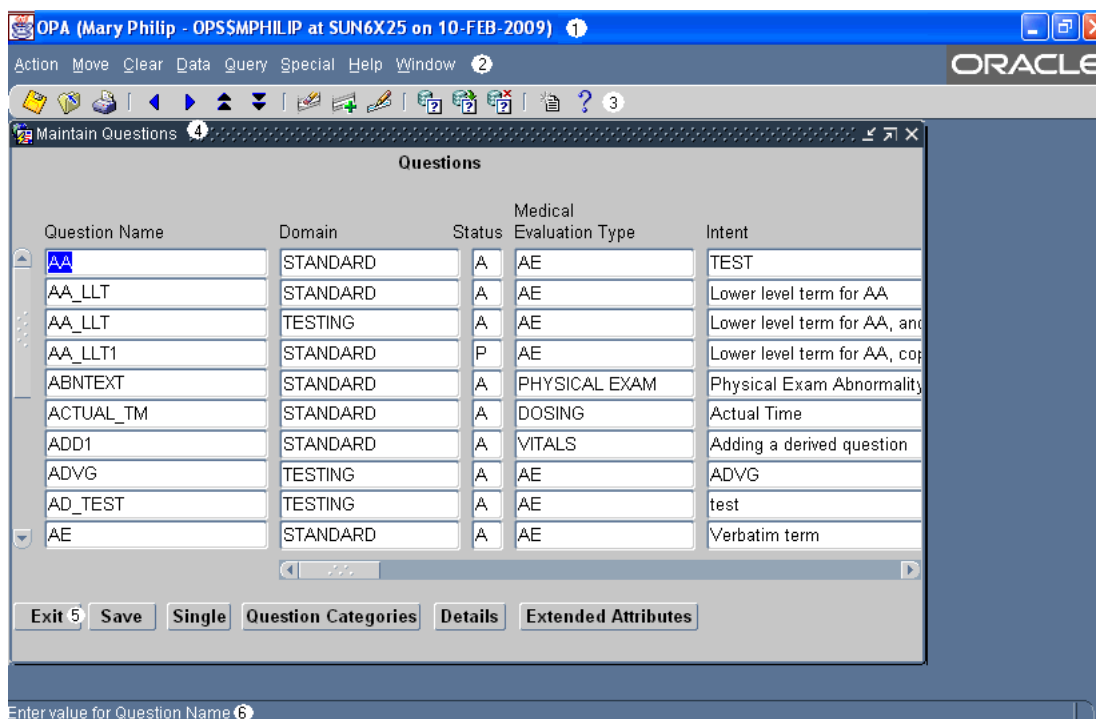 OPA (Mary Philip - OPS$MPHILIP at SUN6X25 on 10-FEB-2009) 1
Action Move Clear Data Query Special Help Window 2 ORACLE
3
Maintain Questions 4
Questions
Medical
Question Name Domain Status Evaluation Type Intent
AA STANDARD A AE TEST
AA_LLT STANDARD A AE Lower level term for AA
AA_LLT TESTING A AE Lower level term for AA, and
AA_LLT1 STANDARD P AE Lower level term for AA, cop
ABNTEXT STANDARD A PHYSICAL EXAM Physical Exam Abnormality
ACTUAL_TM STANDARD A DOSING Actual Time
ADD1 STANDARD A VITALS Adding a derived question
ADVG TESTING A AE ADVG
AD_TEST TESTING A AE test
AE STANDARD A AE Verbatim term
Exit 5 Save Single Question Categories Details Extended Attributes
Enter value for Question Name 6